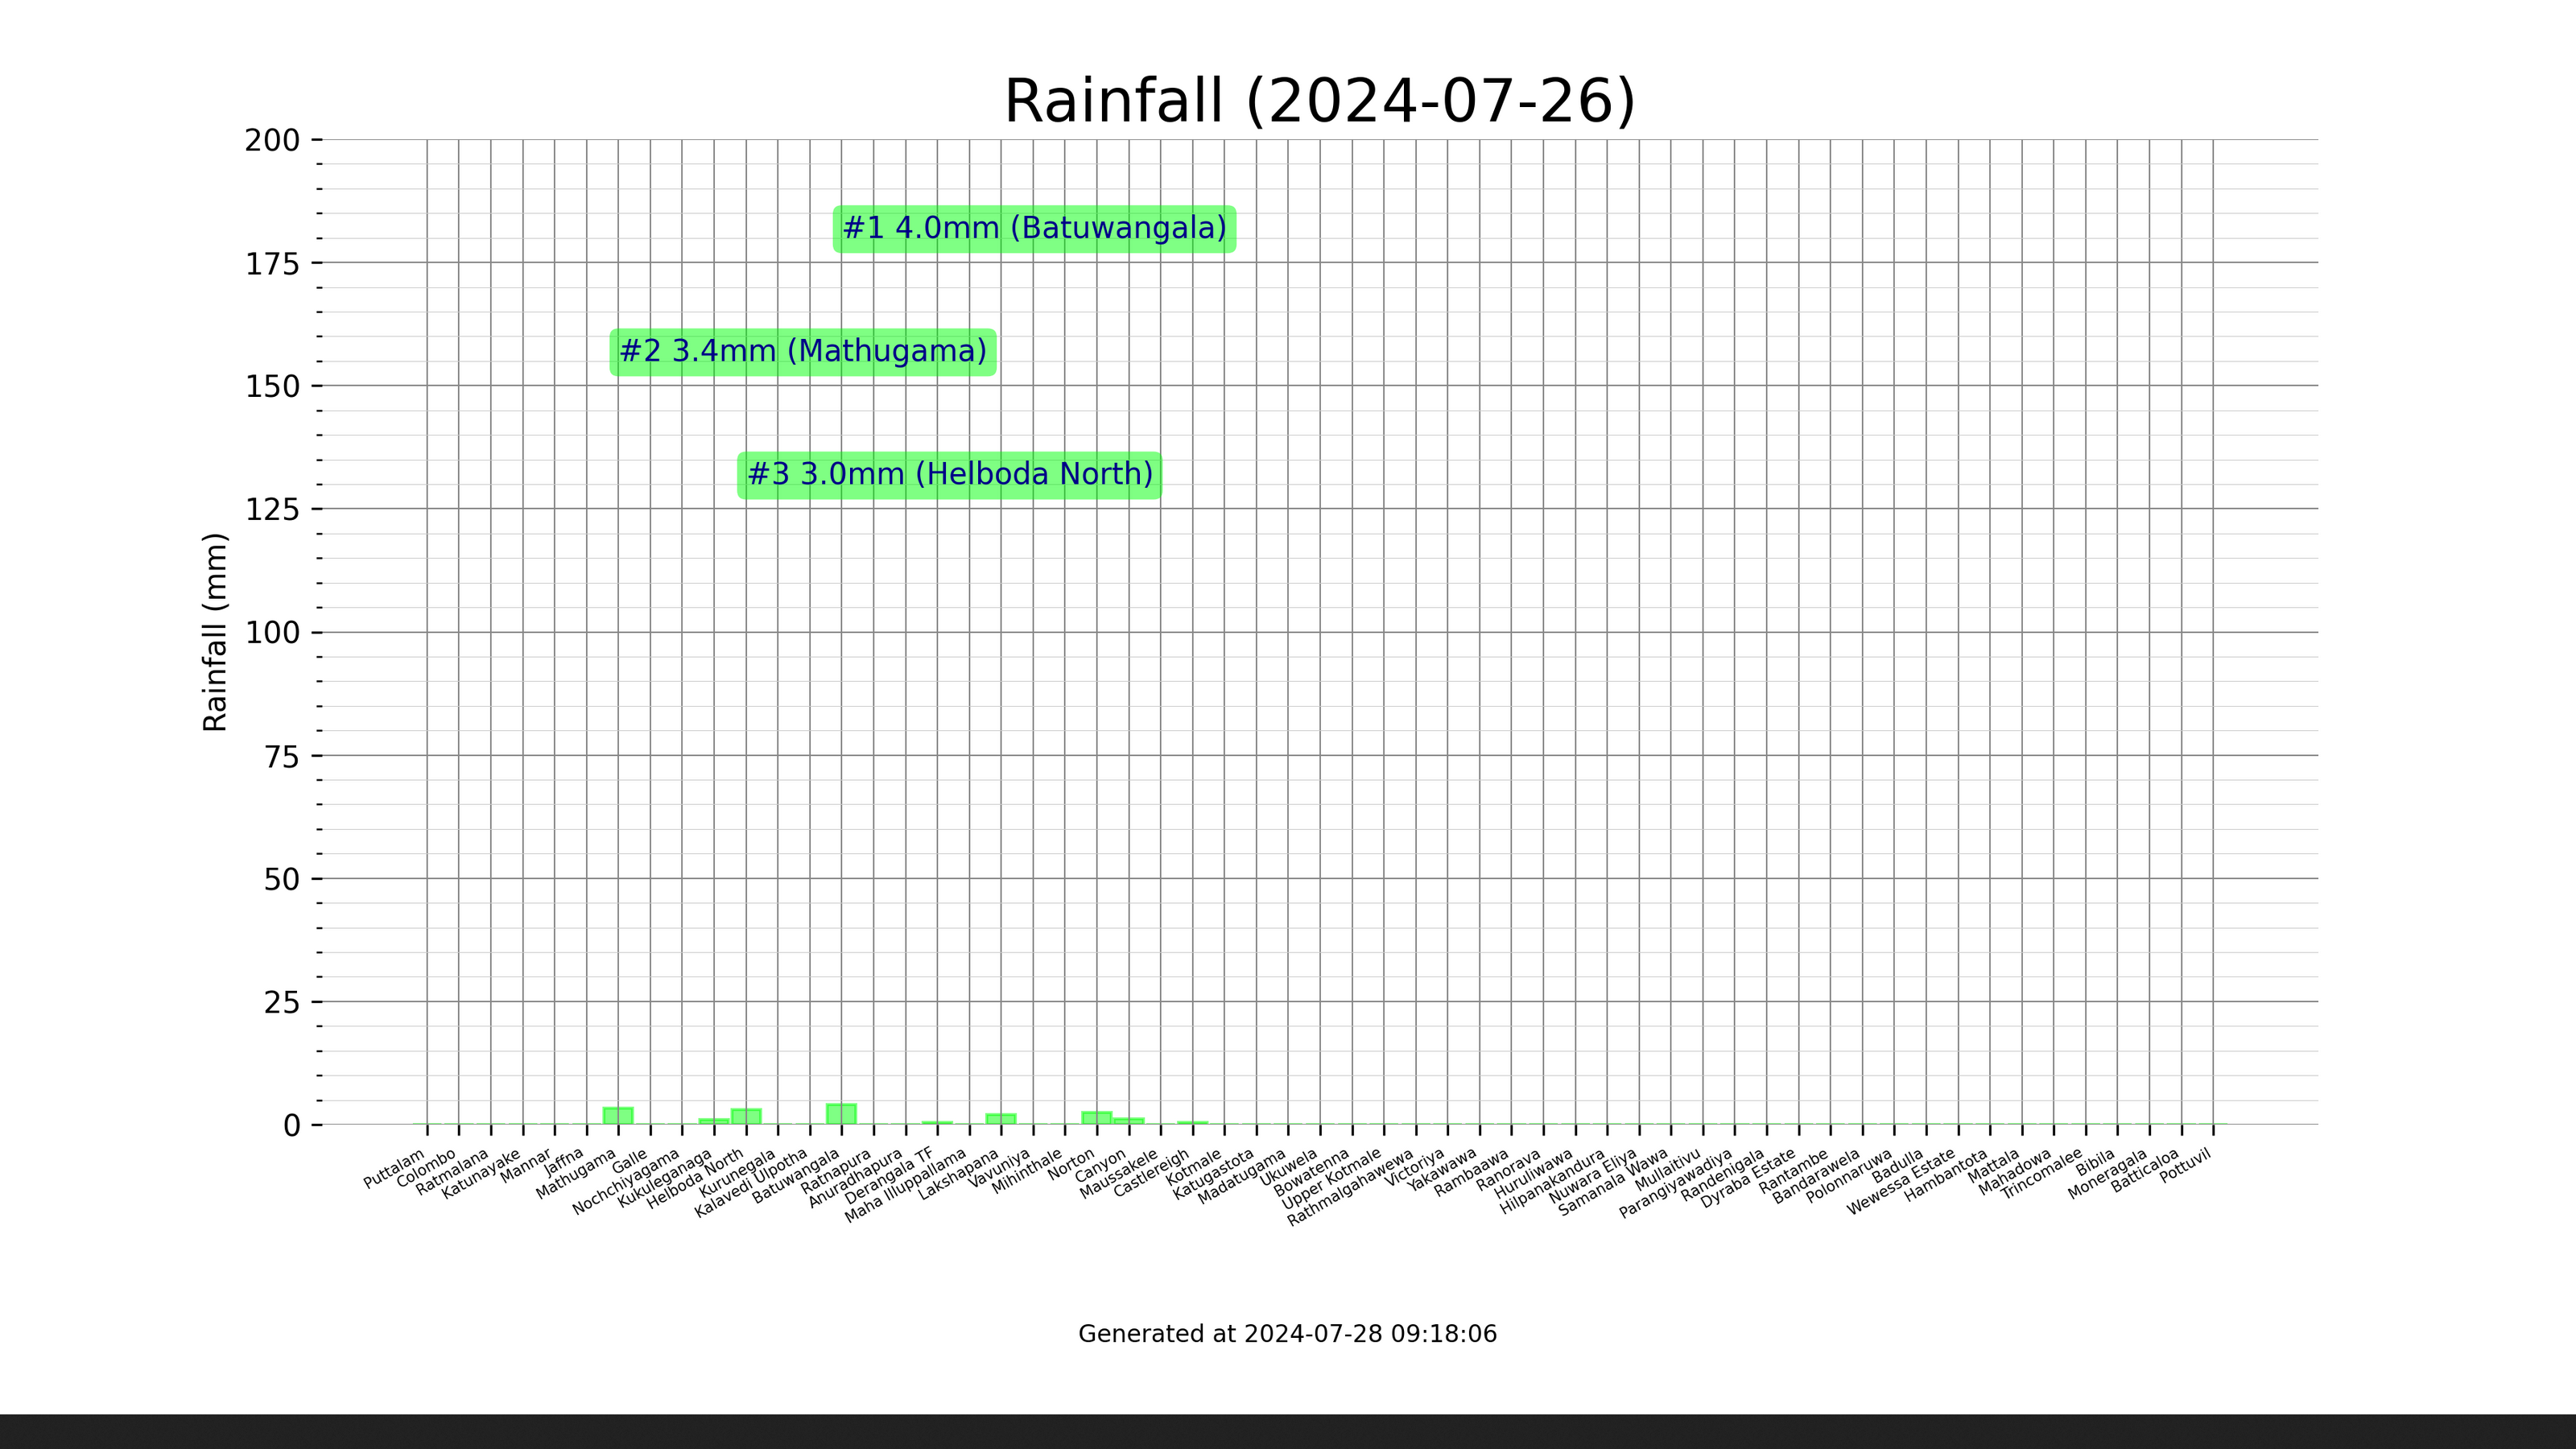 Rainfall (2024-07-26)
200
175
150
125
100
75
50
25
0
Rainfall (mm)
#1 4.0mm (Batuwangala)
#2 3.4mm (Mathugama)
#3 3.0mm (Helboda North)
Puttalam
Colombo
Ratmalana
Katunayake
Mannar
Jaffna
Mathugama
Galle
Nochchiyagama
Kukuleganaga
Helboda North
Kurunegala
Kalavedi Ulpotha
Batuwangala
Ratnapura
Anuradhapura
Derangala TF
Maha Illuppallama
Lakshapana
Vavuniya
Mihinthale
Norton
Canyon
Maussakele
Castlereigh
Kotmale
Katugastota
Madatugama
Ukuwela
Bowatenna
Upper Kotmale
Rathmalgahawewa
Victoriya
Yakawawa
Rambaawa
Ranorava
Huruliwawa
Hilpanakandura
Nuwara Eliya
Samanala Wawa
Mullaitivu
Parangiyawadiya
Randenigala
Dyraba Estate
Rantambe
Bandarawela
Polonnaruwa
Badulla
Wewessa Estate
Hambantota
Mattala
Mahadowa
Trincomalee
Bibila
Moneragala
Batticaloa
Pottuvil
Generated at 2024-07-28 09:18:06